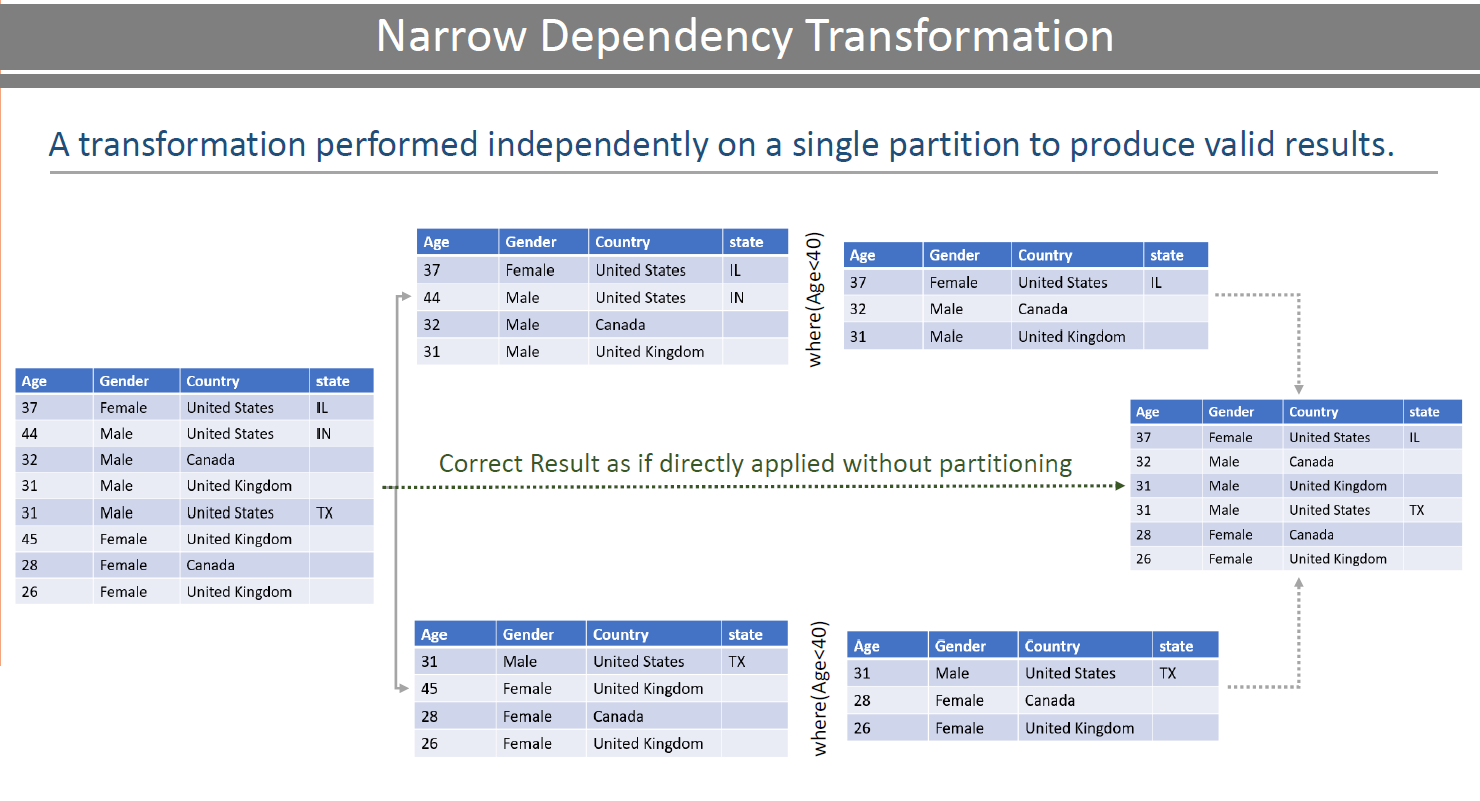 Narrow Dependency Transformation
A transformation performed independently on a single partition to produce valid results.
Age Gender Country state
37 Female United States IL
44 Male United States IN
32 Male Canada
31 Male United Kingdom
31 Male United States TX
45 Female United Kingdom
28 Female Canada
26 Female United Kingdom
Age Gender Country state
37 Female United States IL
44 Male United States IN
32 Male Canada
31 Male United Kingdom
where(Age<40)
Age Gender Country state
37 Female United States IL
32 Male Canada
31 Male United Kingdom
Correct Result as if directly applied without partitioning
Age Gender Country state
31 Male United States TX
45 Female United Kingdom
28 Female Canada
26 Female United Kingdom
where(Age<40)
Age Gender Country state
31 Male United States TX
28 Female Canada
26 Female United Kingdom
Age Gender Country state
37 Female United States IL
32 Male Canada
31 Male United Kingdom
31 Male United States TX
28 Female Canada
26 Female United Kingdom